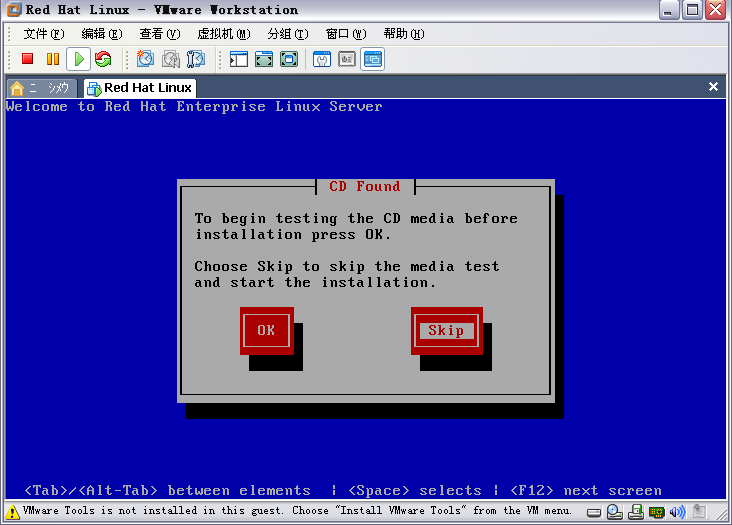 Red Hat Linux - VMware Workstation
文件(F) 编辑(E) 查看(V) 虚拟机(M) 分组(T) 窗口(W) 帮助(H)
ニ ゾメウ Red Hat Linux
Welcome to Red Hat Enterprise Linux Server
CD Found
To begin testing the CD media before
installation press OK.
Choose Skip to skip the media test
and start the installation.
OK Skip
<Tab>/<Alt-Tab> between elements | <Space> selects | <F12> next screen
VMware Tools is not installed in this guest. Choose "Install VMware Tools" from the VM menu.